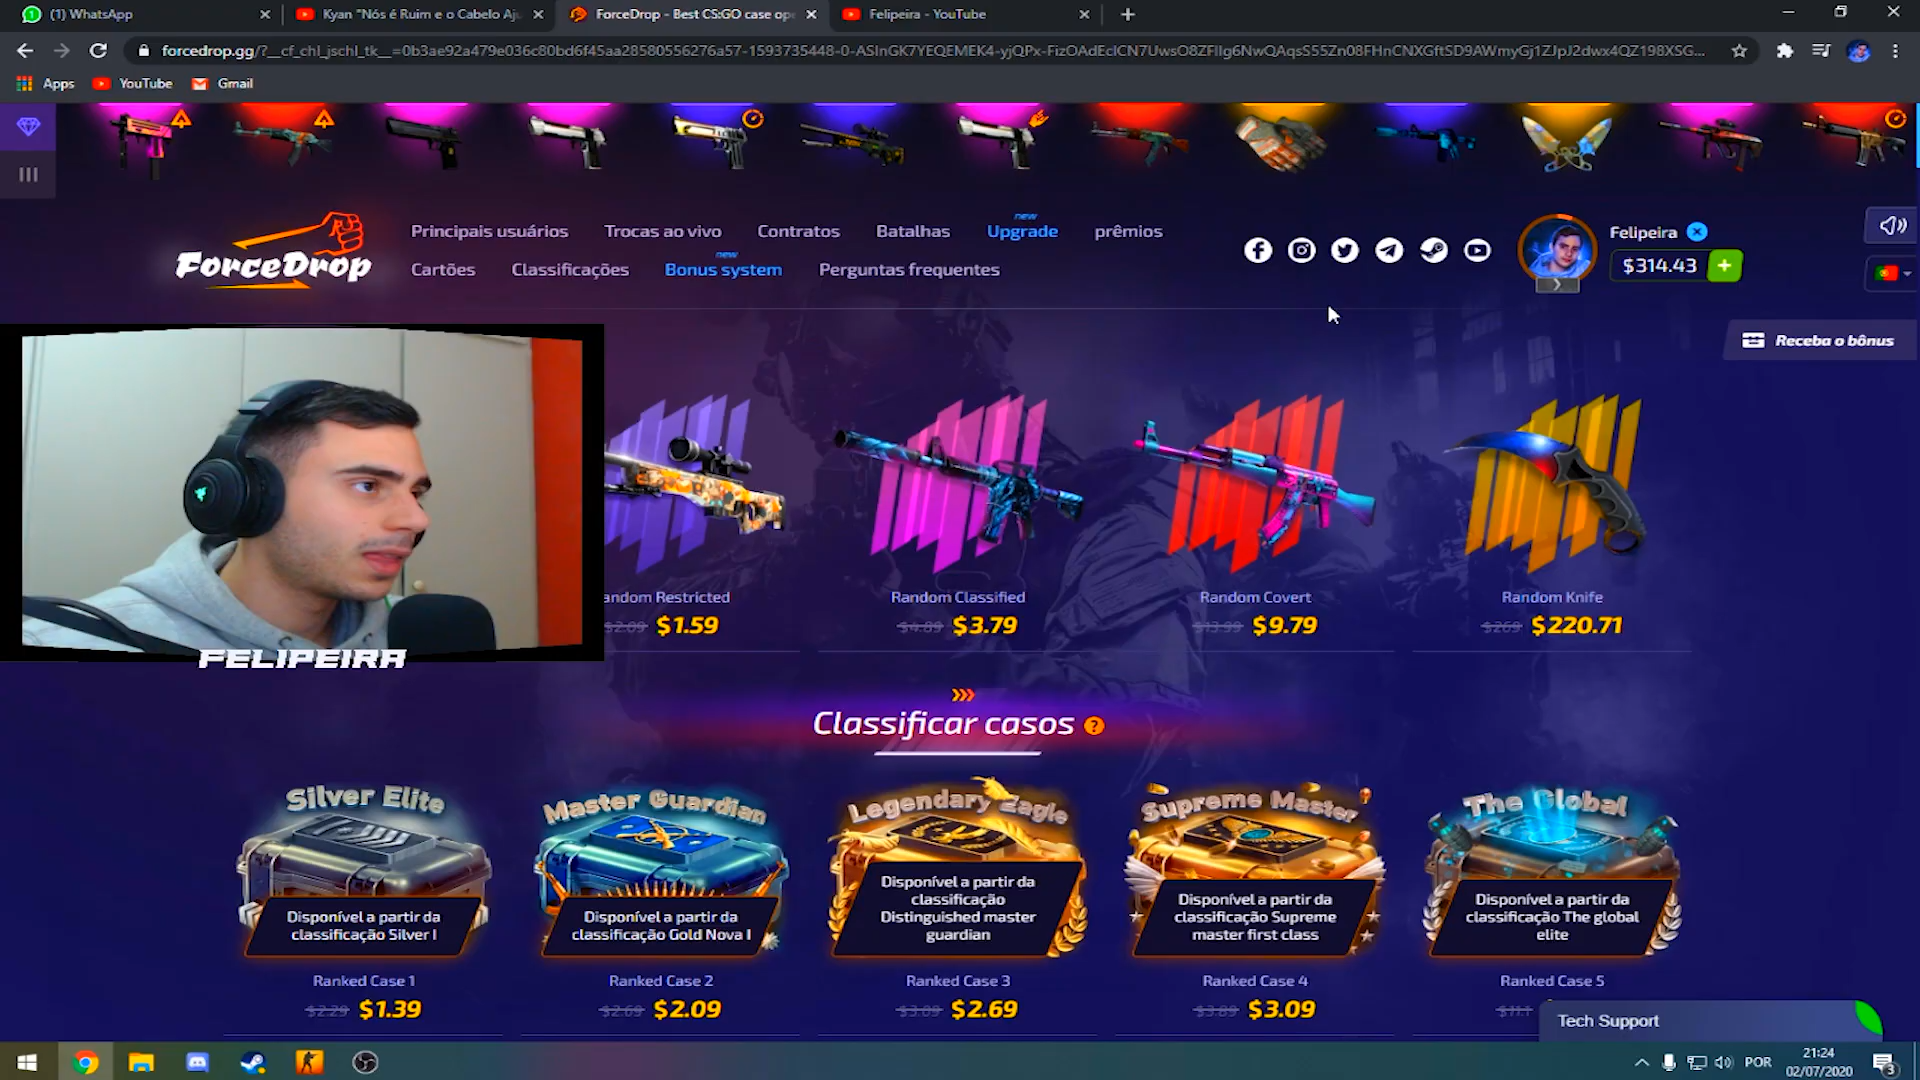 (1) WhatsApp
Kyan "Nós é Ruim e o Cabelo Aju
ForceDrop - Best CS:GO case ope
Felipeira - YouTube
Apps
YouTube
Gmail
ForceDrop
Principais usuários
Trocas ao vivo
Contratos
Batalhas
new
Upgrade
prêmios
Cartões
Classificações
new
Bonus system
Perguntas frequentes
Felipeira
$314.43
Receba o bônus
FELIPEIRA
andom Restricted
$2.09 $1.59
Random Classified
$4.89 $3.79
Random Covert
$13.99 $9.79
Random Knife
$269 $220.71
Classificar casos ?
Silver Elite
Disponível a partir da
classificação Silver I
Ranked Case 1
$2.29 $1.39
Master Guardian
Disponível a partir da
classificação Gold Nova I
Ranked Case 2
$2.69 $2.09
Legendary Eagle
Disponível a partir da
classificação
Distinguished master
guardian
Ranked Case 3
$3.89 $2.69
Supreme Master
Disponível a partir da
classificação Supreme
master first class
Ranked Case 4
$3.89 $3.09
The Global
Disponível a partir da
classificação The global
elite
Ranked Case 5
$11.1
Tech Support
POR
21:24
02/07/2020
3